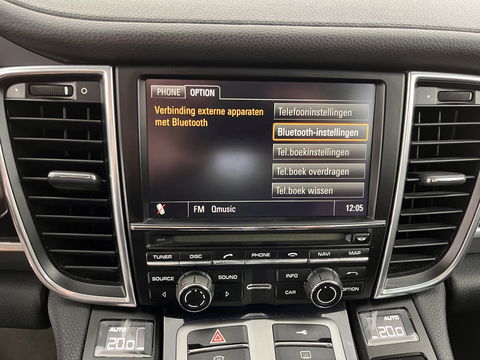 PHONE OPTION
Verbinding externe apparaten
met Bluetooth
Telefooninstellingen
Bluetooth-instellingen
Tel.boekinstellingen
Tel.boek overdragen
Tel.boek wissen
FM Qmusic 12:05
TUNER DISC PHONE NAVI MAP
SOURCE SOUND INFO
CAR OPTION
AUTO
20.0
AUTO
20.0